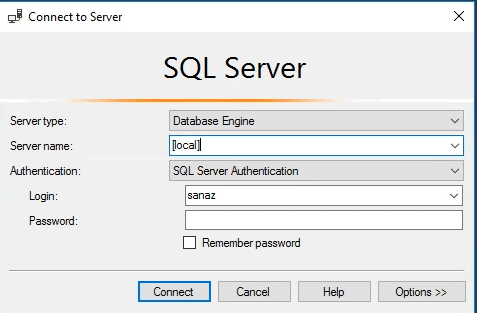 Connect to Server
SQL Server
Server type: Database Engine
Server name: [local]
Authentication: SQL Server Authentication
Login: sanaz
Password:
Remember password
Connect Cancel Help Options >>